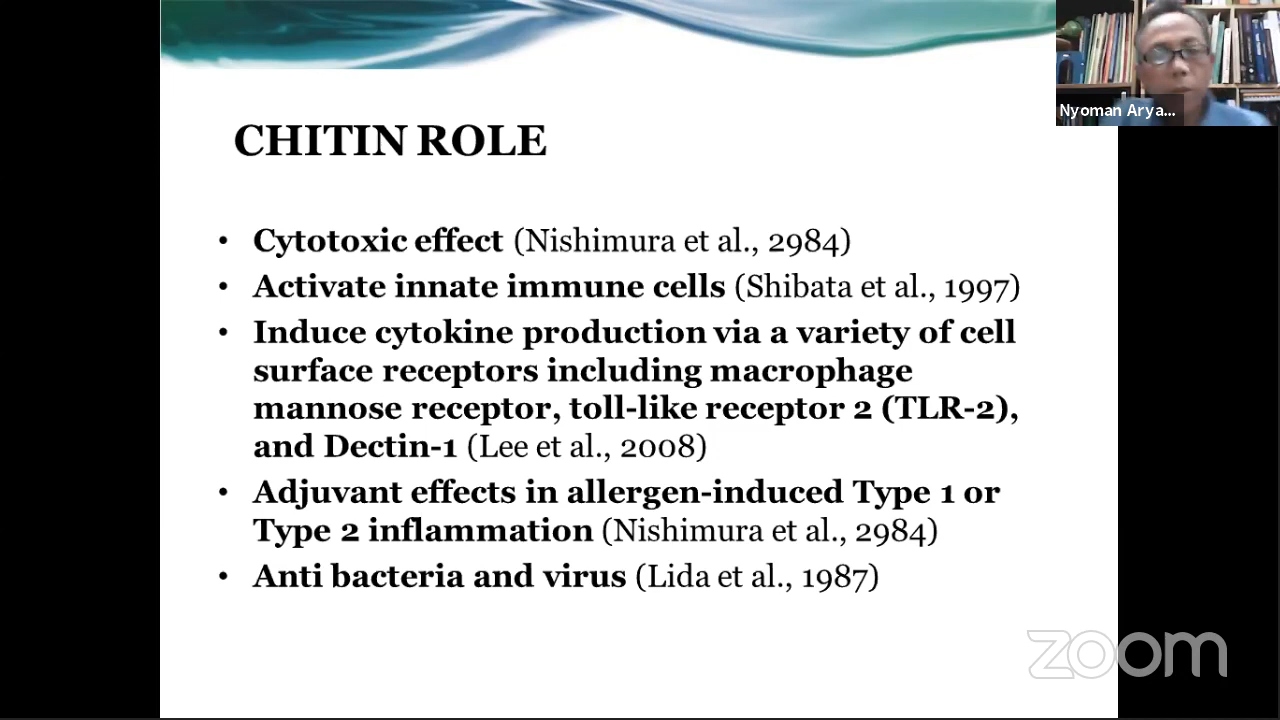 Nyoman Arya...
CHITIN ROLE
• Cytotoxic effect (Nishimura et al., 2984)
• Activate innate immune cells (Shibata et al., 1997)
• Induce cytokine production via a variety of cell
surface receptors including macrophage
mannose receptor, toll-like receptor 2 (TLR-2),
and Dectin-1 (Lee et al., 2008)
• Adjuvant effects in allergen-induced Type 1 or
Type 2 inflammation (Nishimura et al., 2984)
• Anti bacteria and virus (Lida et al., 1987)
zoom